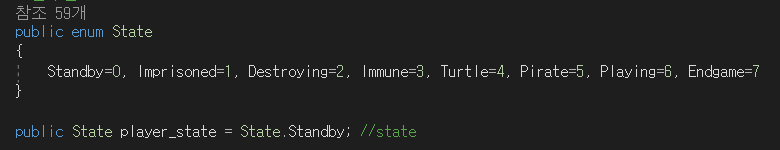 참조 59개
public enum State
{
Standby=0, Imprisoned=1, Destroying=2, Immune=3, Turtle=4, Pirate=5, Playing=6, Endgame=7
}
public State player_state = State.Standby; //state